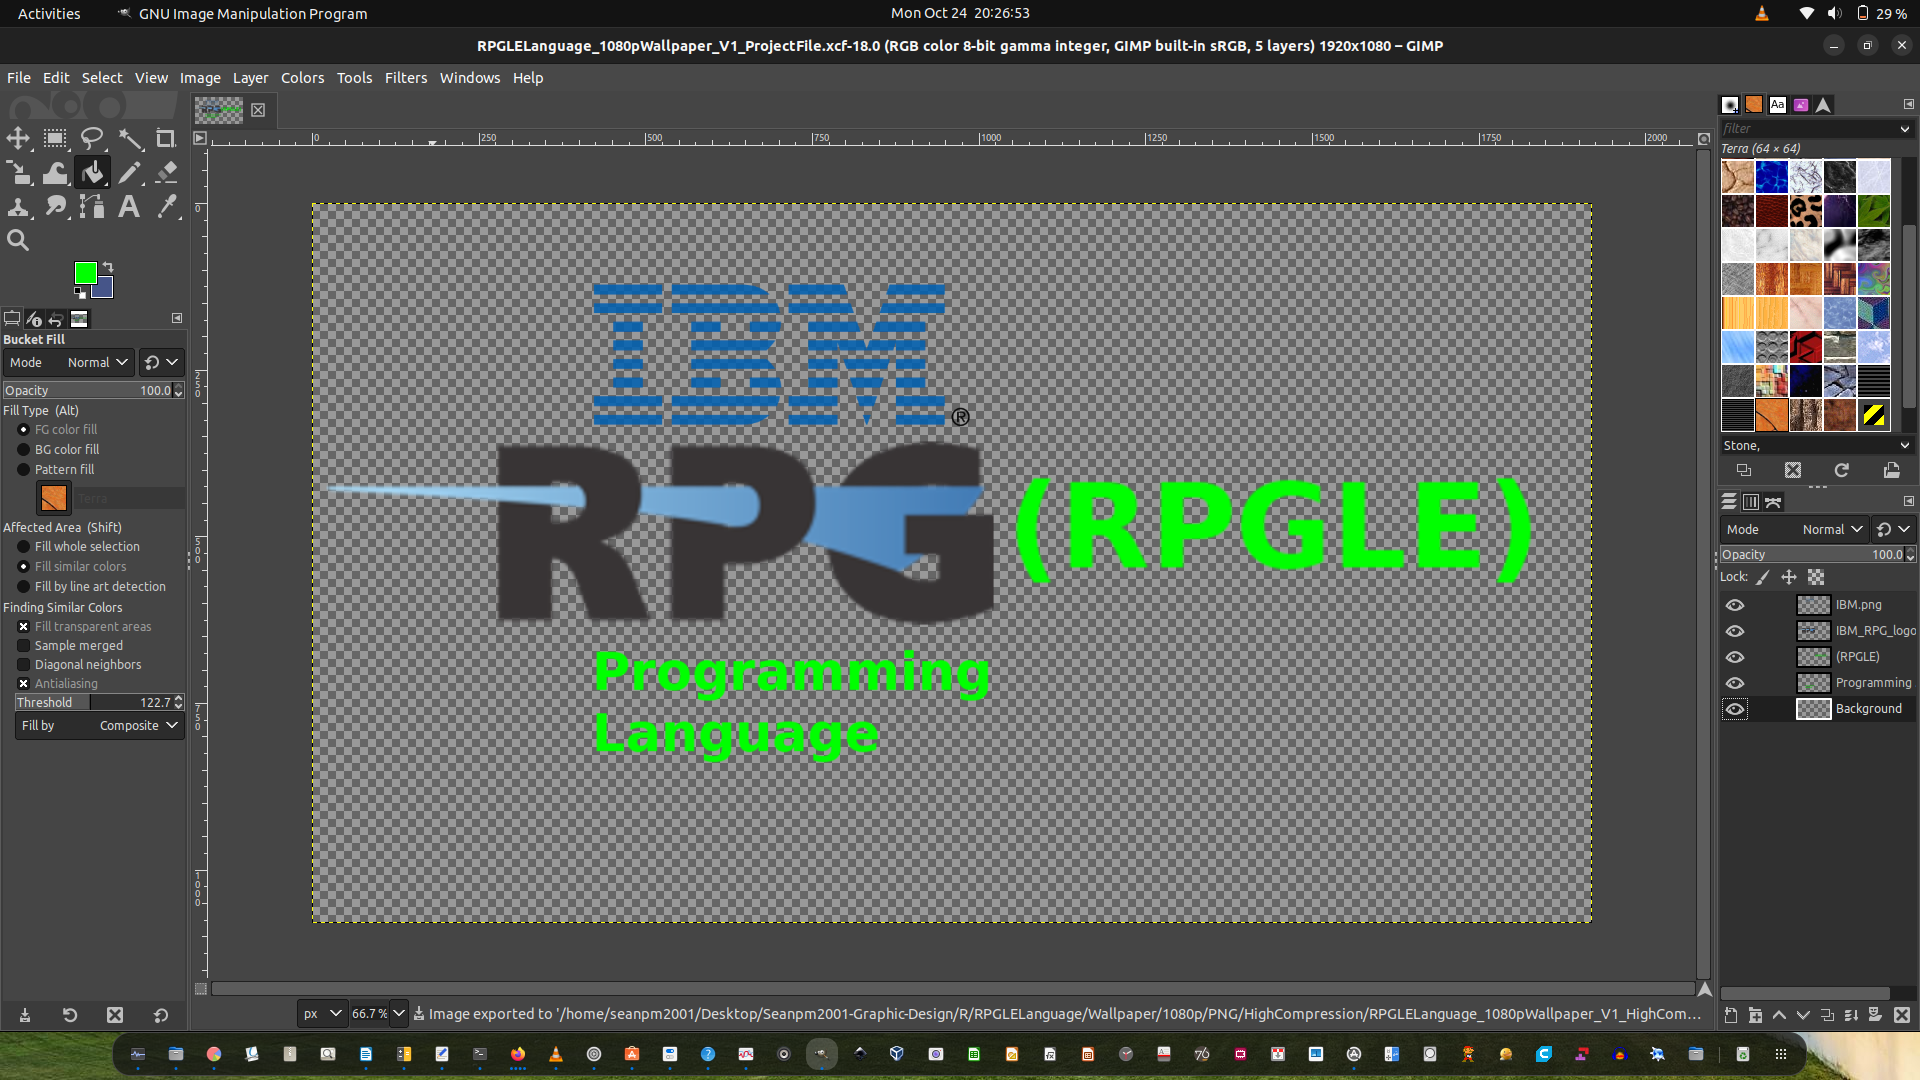 Activities
GNU Image Manipulation Program
Mon Oct 24 20:26:53
29 %
RPGLELanguage_1080pWallpaper_V1_ProjectFile.xcf-18.0 (RGB color 8-bit gamma integer, GIMP built-in sRGB, 5 layers) 1920x1080 – GIMP
File Edit Select View Image Layer Colors Tools Filters Windows Help
0 250 500 750 1000 1250 1500 1750 2000
0
250
500
750
1000
Bucket Fill
Mode Normal
Opacity 100.0
Fill Type (Alt)
FG color fill
BG color fill
Pattern fill
Terra
Affected Area (Shift)
Fill whole selection
Fill similar colors
Fill by line art detection
Finding Similar Colors
Fill transparent areas
Sample merged
Diagonal neighbors
Antialiasing
Threshold 122.7
Fill by Composite
IBM®
RPG
(RPGLE)
Programming
Language
px 66.7 % Image exported to '/home/seanpm2001/Desktop/Seanpm2001-Graphic-Design/R/RPGLELanguage/Wallpaper/1080p/PNG/HighCompression/RPGLELanguage_1080pWallpaper_V1_HighCom...
Aa
filter
Terra (64 × 64)
Stone,
Mode Normal
Opacity 100.0
Lock:
IBM.png
IBM_RPG_logo
(RPGLE)
Programming
Background